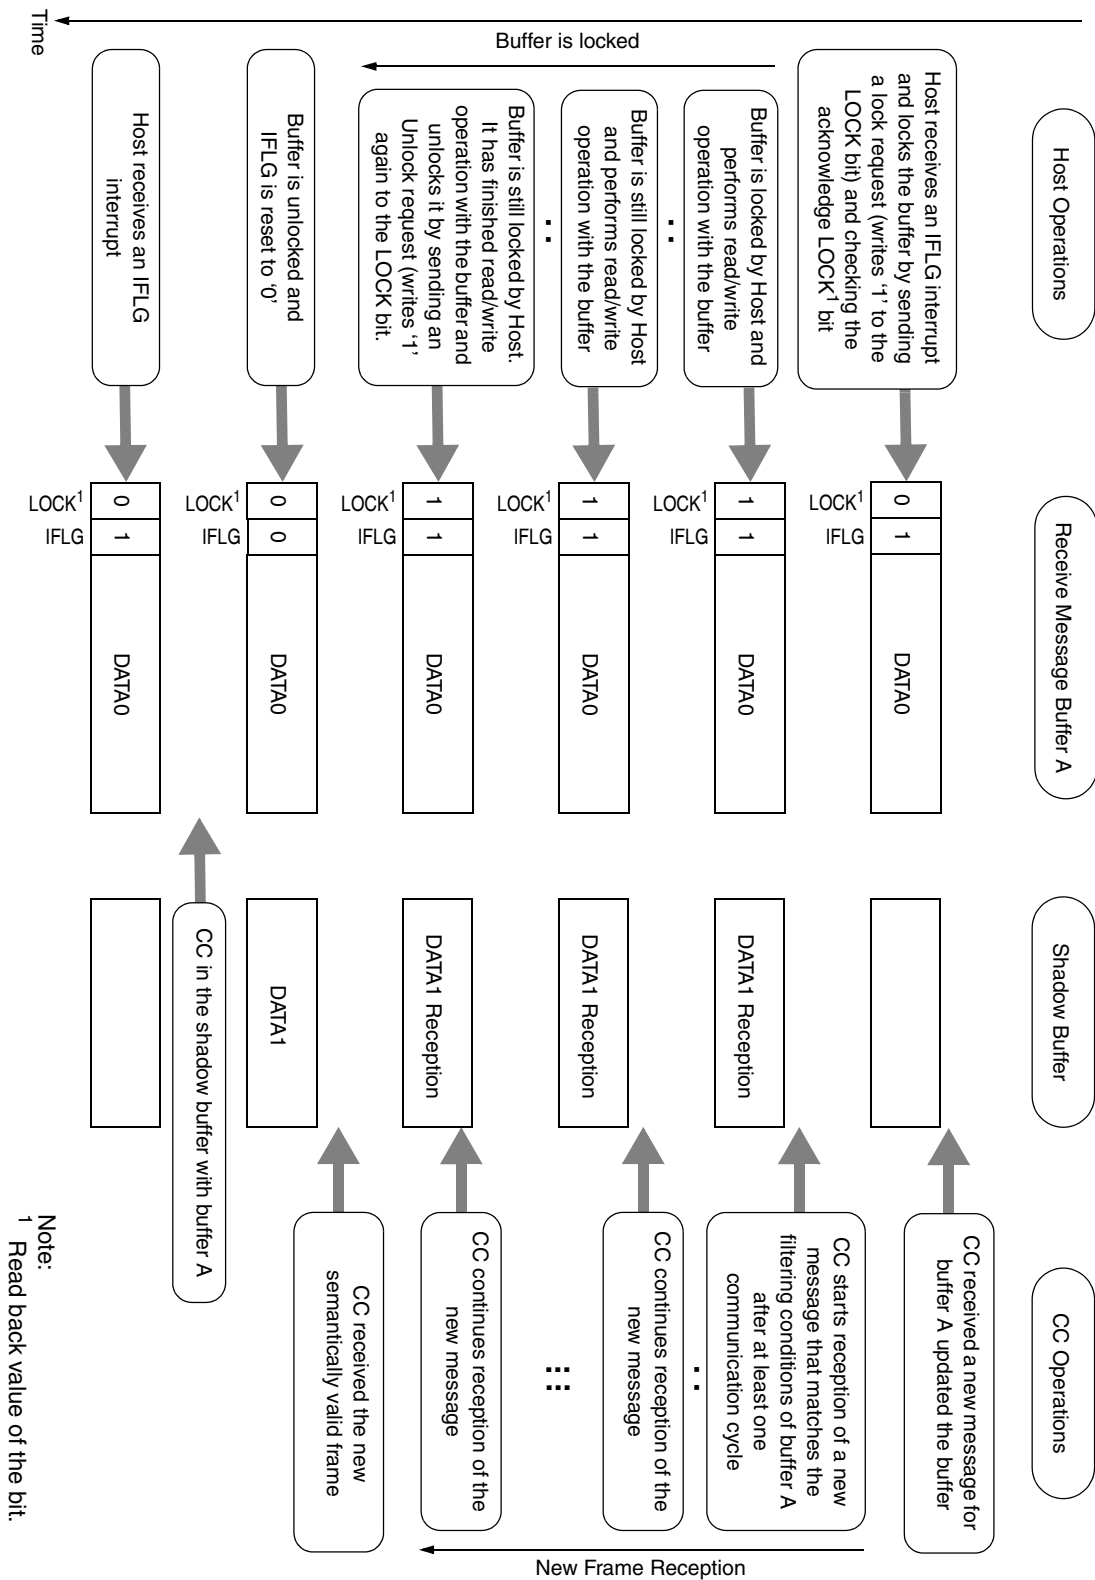 Host Operations
Receive Message Buffer A
Shadow Buffer
CC Operations
Host receives an IFLG interrupt
and locks the buffer by sending
a lock request (writes ‘1’ to the
LOCK bit) and checking the
acknowledge LOCK1 bit
LOCK1
IFLG
0
1
DATA0
CC received a new message for
buffer A updated the buffer
Buffer is locked by Host and
performs read/write
operation with the buffer
LOCK1
IFLG
1
1
DATA0
DATA1 Reception
CC starts reception of a new
message that matches the
filtering conditions of buffer A
after at least one
communication cycle
Buffer is still locked by Host
and performs read/write
operation with the buffer
LOCK1
IFLG
1
1
DATA0
DATA1 Reception
CC continues reception of the
new message
Buffer is still locked by Host.
It has finished read/write
operation with the buffer and
unlocks it by sending an
Unlock request (writes ‘1’
again to the LOCK bit.
LOCK1
IFLG
1
1
DATA0
DATA1 Reception
CC continues reception of the
new message
Buffer is unlocked and
IFLG is reset to ‘0’
LOCK1
IFLG
0
0
DATA0
DATA1
CC received the new
semantically valid frame
CC in the shadow buffer with buffer A
Host receives an IFLG
interrupt
LOCK1
IFLG
0
1
DATA0
Time
Buffer is locked
New Frame Reception
Note:
1 Read back value of the bit.